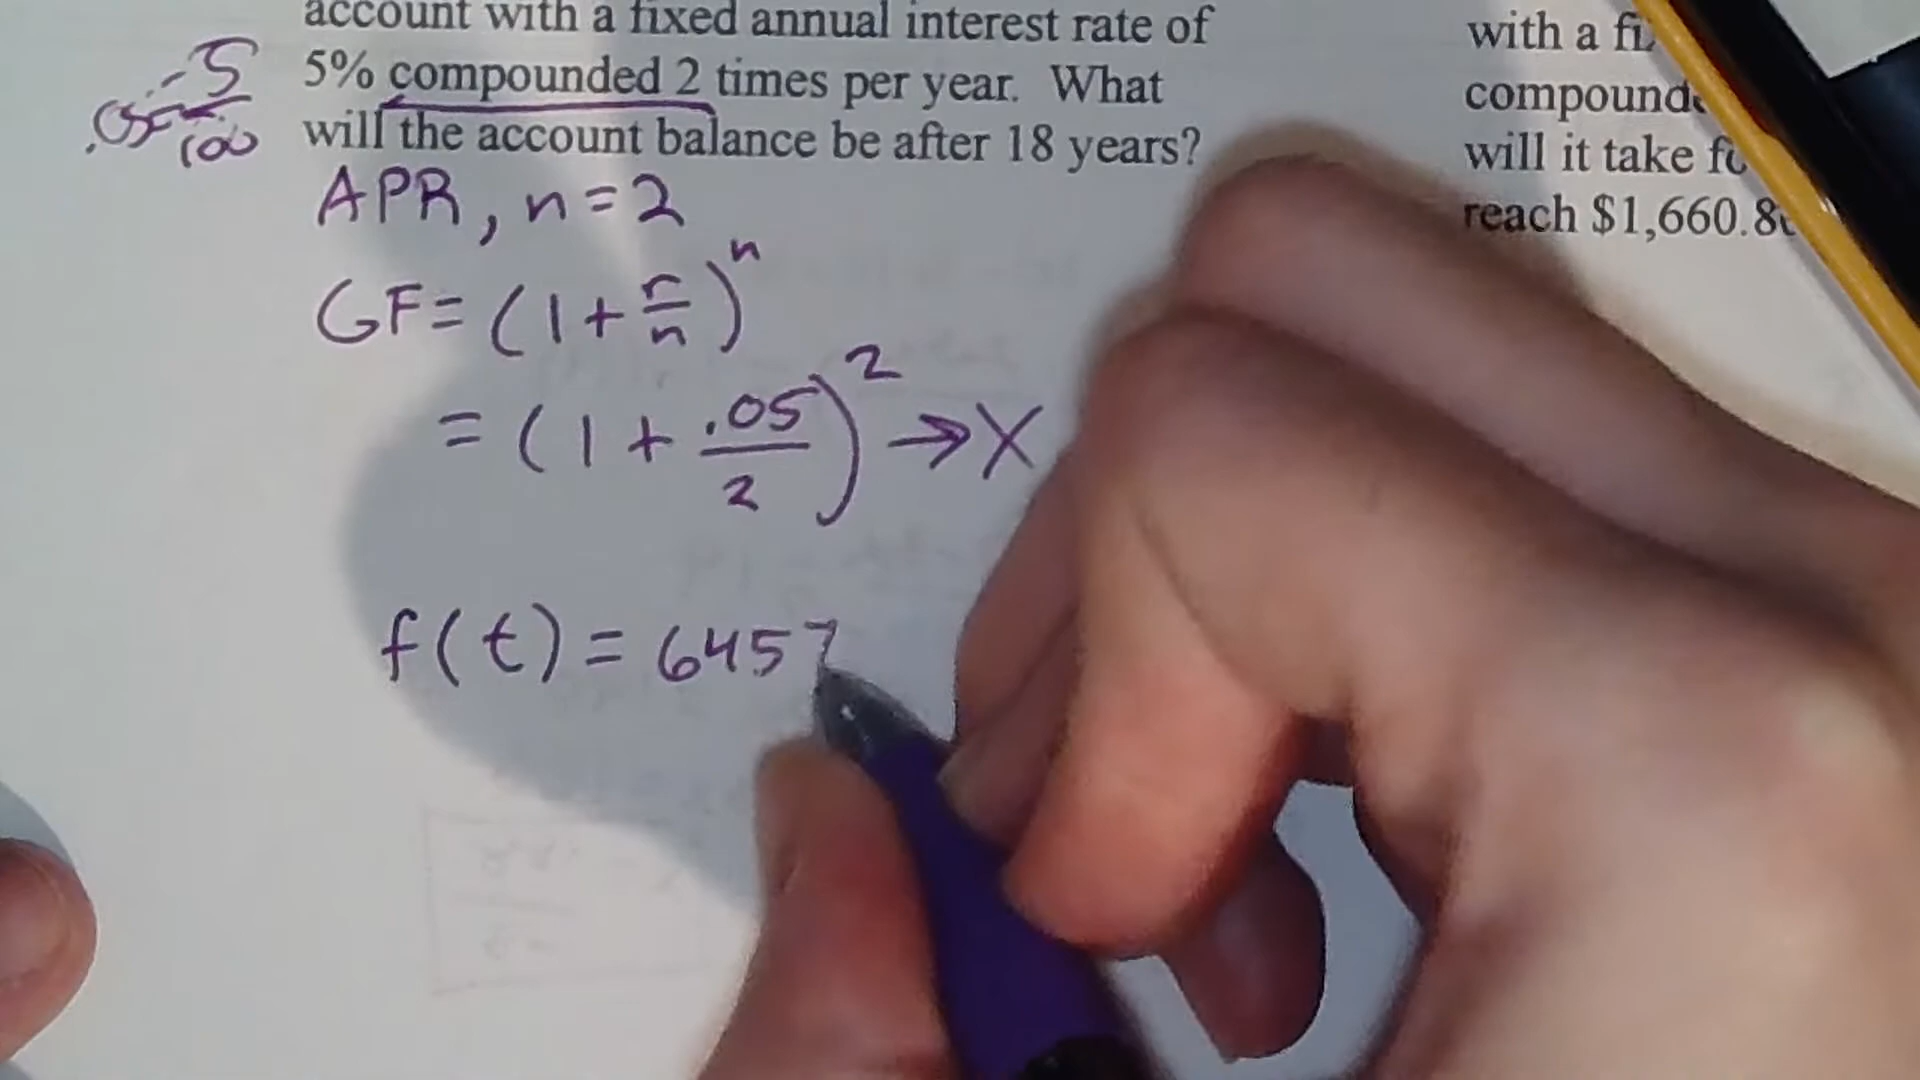 account with a fixed annual interest rate of
5% compounded 2 times per year. What
will the account balance be after 18 years?
.05 = 5/100
APR, n=2
GF= (1+r/n)^n
= (1+.05/2)^2 → X
f(t) = 6457
with a
will it take
reach $1,660.8